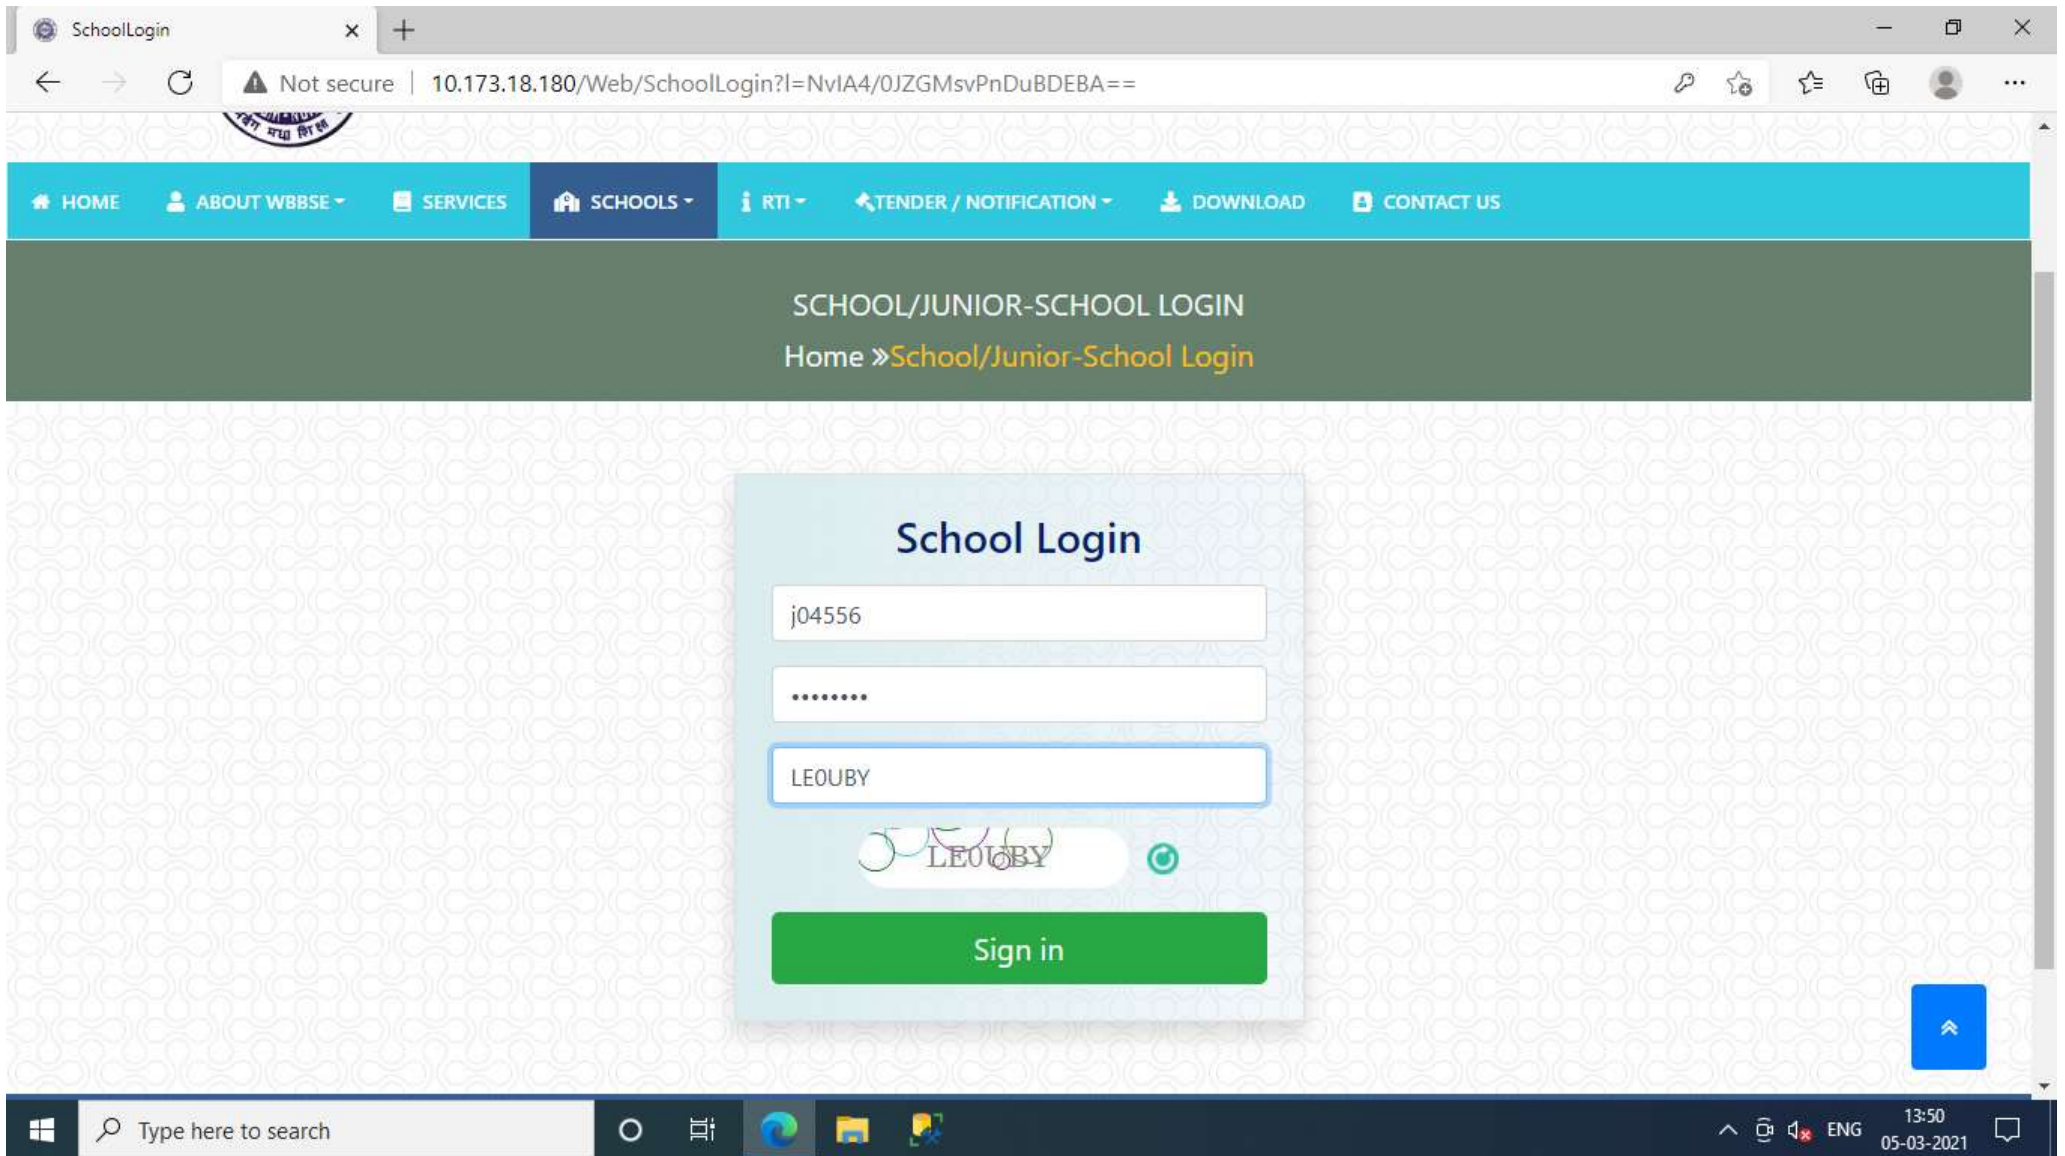 SchoolLogin
Not secure | 10.173.18.180/Web/SchoolLogin?l=NvIA4/0JZGMsvPnDuBDEBA==
HOME ABOUT WBBSE SERVICES SCHOOLS RTI TENDER / NOTIFICATION DOWNLOAD CONTACT US
SCHOOL/JUNIOR-SCHOOL LOGIN
Home »School/Junior-School Login
School Login
j04556
••••••••
LE0UBY
LE0UBY
Sign in
Type here to search
ENG
13:50
05-03-2021